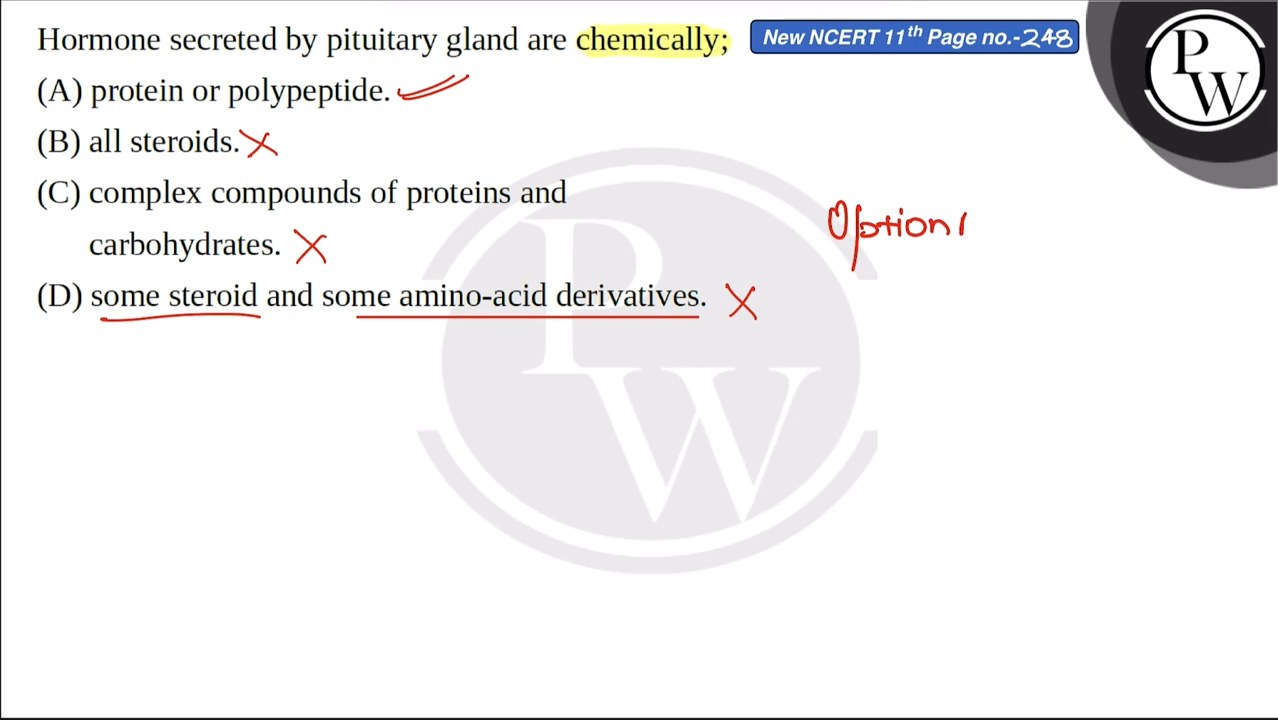 Hormone secreted by pituitary gland are chemically;
New NCERT 11th Page no.-248
(A) protein or polypeptide.
(B) all steroids.
(C) complex compounds of proteins and
carbohydrates.
(D) some steroid and some amino-acid derivatives.
Option
P
W
P
W